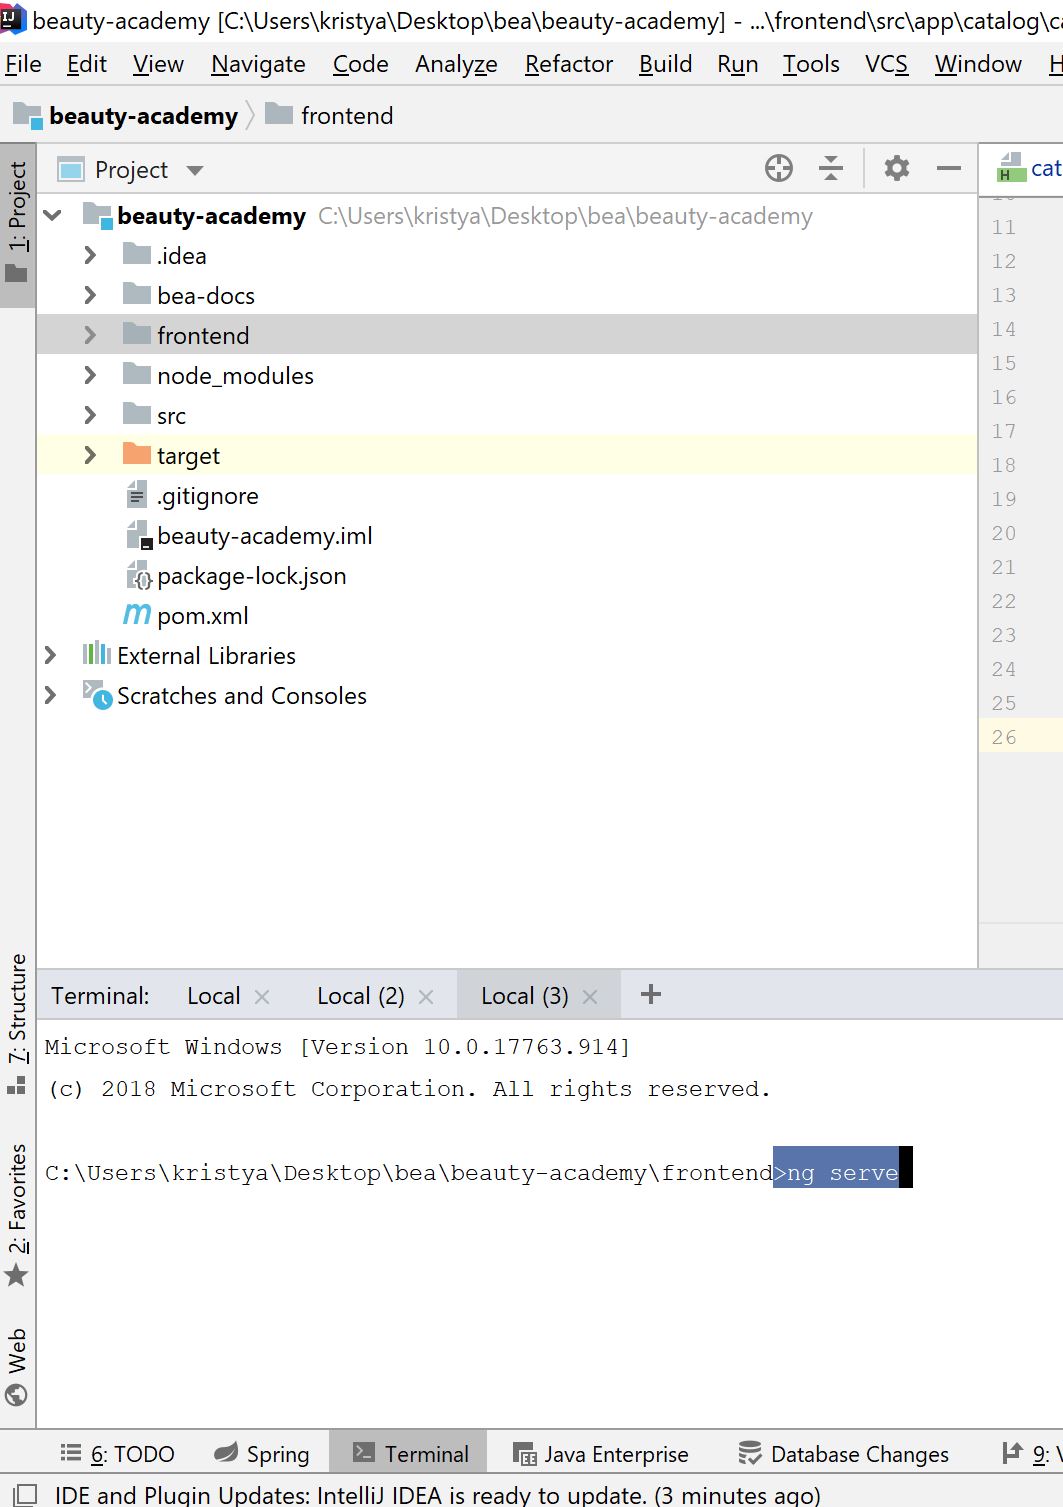 beauty-academy [C:\Users\kristya\Desktop\bea\beauty-academy] - ...\frontend\src\app\catalog\c
File Edit View Navigate Code Analyze Refactor Build Run Tools VCS Window H
beauty-academy frontend
1: Project
Project
cat
beauty-academy C:\Users\kristya\Desktop\bea\beauty-academy
.idea
bea-docs
frontend
node_modules
src
target
.gitignore
beauty-academy.iml
package-lock.json
pom.xml
External Libraries
Scratches and Consoles
11
12
13
14
15
16
17
18
19
20
21
22
23
24
25
26
7: Structure
2: Favorites
Web
Terminal: Local Local (2) Local (3)
Microsoft Windows [Version 10.0.17763.914]
(c) 2018 Microsoft Corporation. All rights reserved.
C:\Users\kristya\Desktop\bea\beauty-academy\frontend>ng serve
6: TODO Spring Terminal Java Enterprise Database Changes 9: V
IDE and Plugin Updates: IntelliJ IDEA is ready to update. (3 minutes ago)